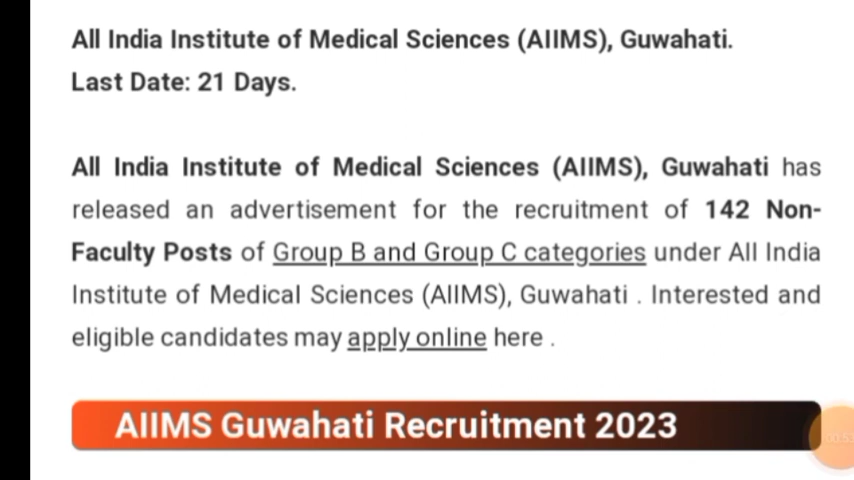 All India Institute of Medical Sciences (AIIMS), Guwahati.
Last Date: 21 Days.
All India Institute of Medical Sciences (AIIMS), Guwahati has
released an advertisement for the recruitment of 142 Non-
Faculty Posts of Group B and Group C categories under All India
Institute of Medical Sciences (AIIMS), Guwahati . Interested and
eligible candidates may apply online here .
AIIMS Guwahati Recruitment 2023